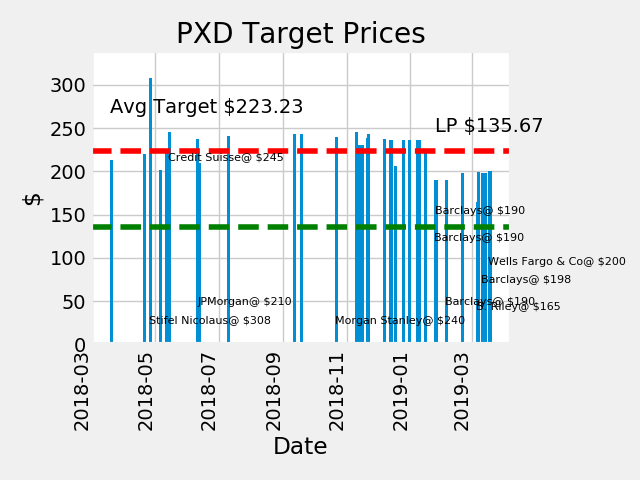 PXD Target Prices
300
Avg Target $223.23
250
LP $135.67
Credit Suisse@ $245
200
Barclays@ $190
150
Barclays@ $190
Wells Fargo & Co@ $200
100
Barclays@ $198
50
JPMorgan@ $210
Barclays@ $190
B. Riley@ $165
Stifel Nicolaus@ $308
Morgan Stanley@ $240
0
$
2018-03
2018-05
2018-07
2018-09
2018-11
2019-01
2019-03
Date